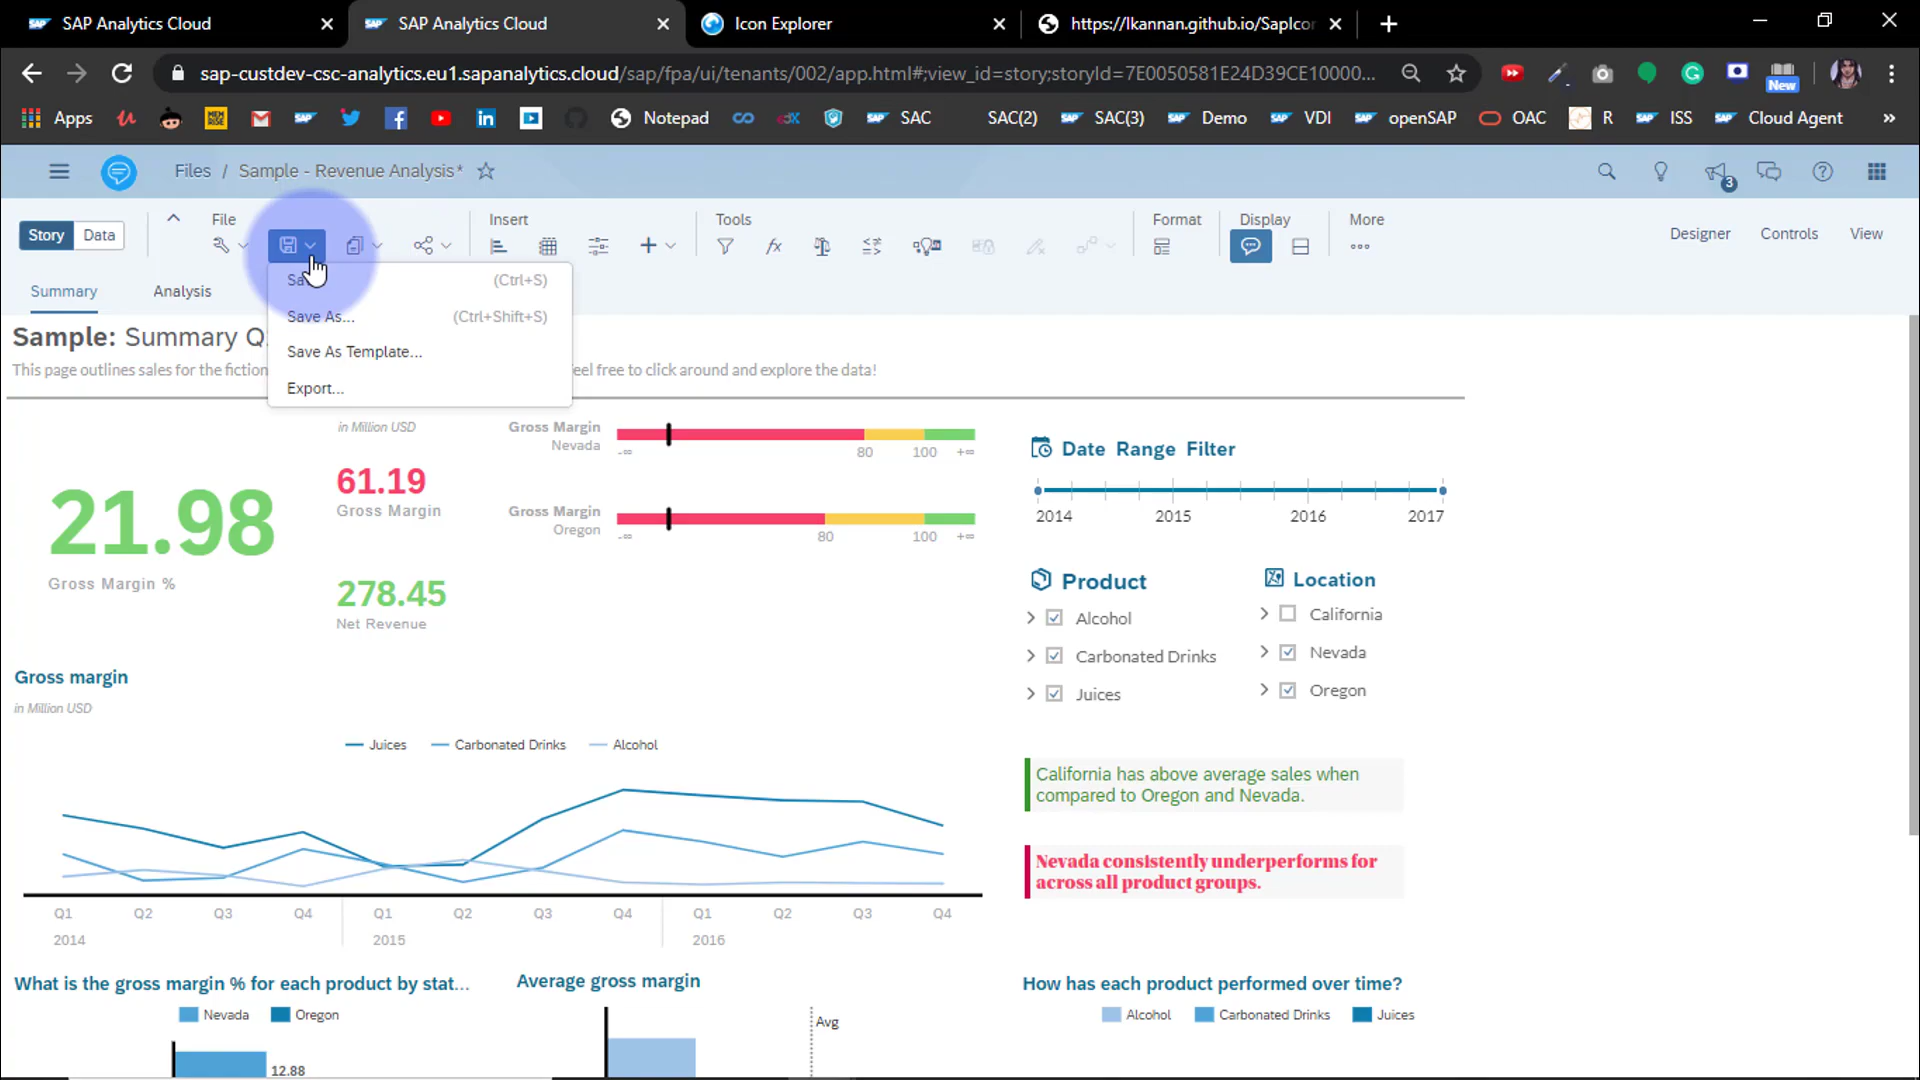 SAP Analytics Cloud
SAP Analytics Cloud
Icon Explorer
https://lkannan.github.io/SapIcor
sap-custdev-csc-analytics.eu1.sapanalytics.cloud/sap/fpa/ui/tenants/002/app.html#;view_id=story;storyId=7E0050581E24D39CE10000...
New
Apps
Notepad
SAC
SAC(2)
SAC(3)
Demo
VDI
openSAP
OAC
R
ISS
Cloud Agent
»
Files / Sample - Revenue Analysis*
3
Story Data
File
Insert
Tools
Format
Display
More
Designer
Controls
View
Summary
Analysis
(Ctrl+S)
Save As... (Ctrl+Shift+S)
Save As Template...
Export...
Sample: Summary Q
This page outlines sales for the fiction
eel free to click around and explore the data!
21.98
Gross Margin %
in Million USD
61.19
Gross Margin
278.45
Net Revenue
Gross Margin
Nevada
-∞ 80 100 +∞
Gross Margin
Oregon
-∞ 80 100 +∞
Date Range Filter
2014 2015 2016 2017
Product
Alcohol
Carbonated Drinks
Juices
Location
California
Nevada
Oregon
California has above average sales when
compared to Oregon and Nevada.
Nevada consistently underperforms for
across all product groups.
Gross margin
in Million USD
Juices Carbonated Drinks Alcohol
Q1 Q2 Q3 Q4 Q1 Q2 Q3 Q4 Q1 Q2 Q3 Q4
2014 2015 2016
What is the gross margin % for each product by stat...
Nevada Oregon
12.88
Average gross margin
Avg
How has each product performed over time?
Alcohol Carbonated Drinks Juices